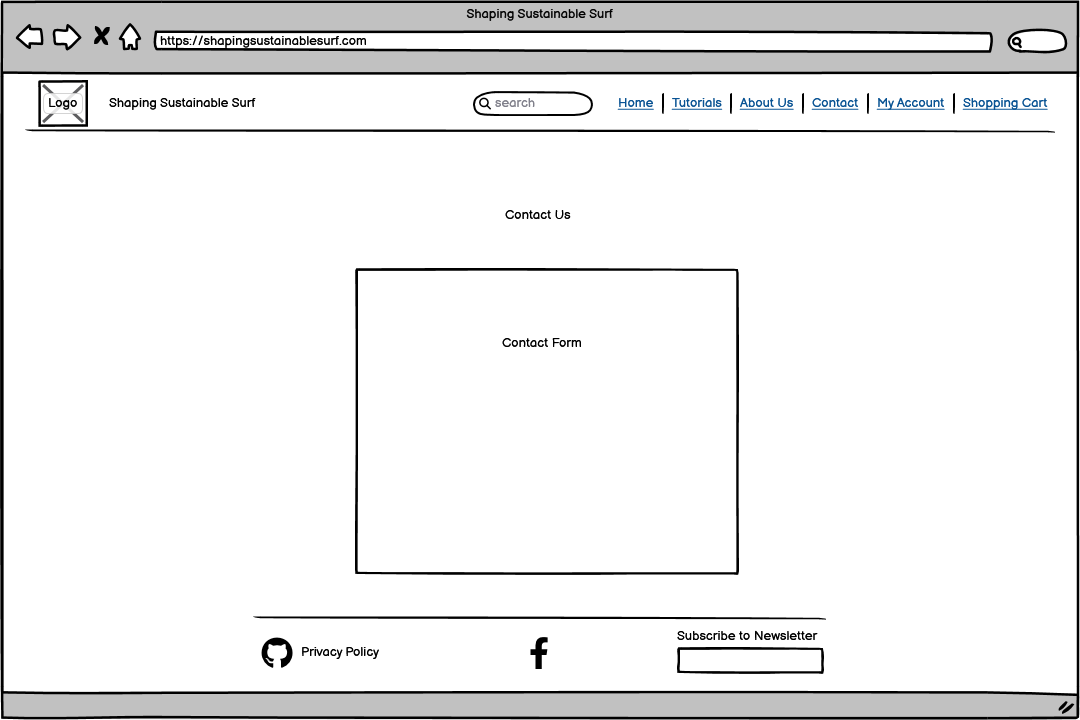 Shaping Sustainable Surf
https://shapingsustainablesurf.com
Logo
Shaping Sustainable Surf
search
Home
Tutorials
About Us
Contact
My Account
Shopping Cart
Contact Us
Contact Form
Privacy Policy
Subscribe to Newsletter